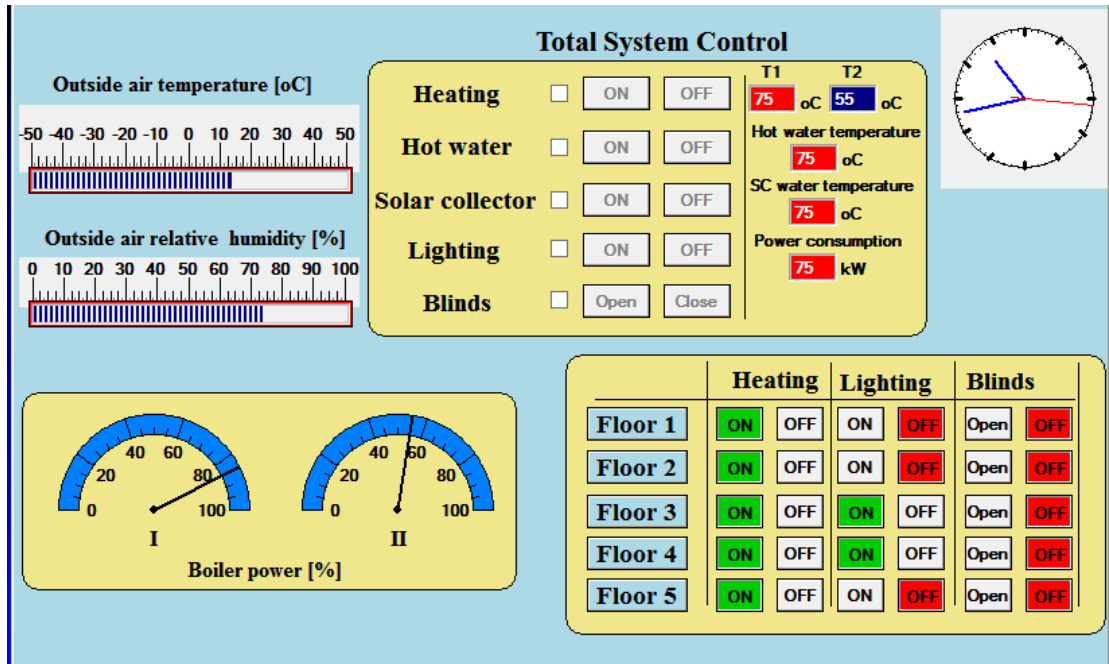 Total System Control
Outside air temperature [oC]
-50 -40 -30 -20 -10 0 10 20 30 40 50
Outside air relative humidity [%]
0 10 20 30 40 50 60 70 80 90 100
Heating ON OFF
Hot water ON OFF
Solar collector ON OFF
Lighting ON OFF
Blinds Open Close
T1 T2
75 oC 55 oC
Hot water temperature
75 oC
SC water temperature
75 oC
Power consumption
75 kW
0 20 40 60 80 100
I
0 20 40 60 80 100
II
Boiler power [%]
Heating Lighting Blinds
Floor 1 ON OFF ON OFF Open OFF
Floor 2 ON OFF ON OFF Open OFF
Floor 3 ON OFF ON OFF Open OFF
Floor 4 ON OFF ON OFF Open OFF
Floor 5 ON OFF ON OFF Open OFF